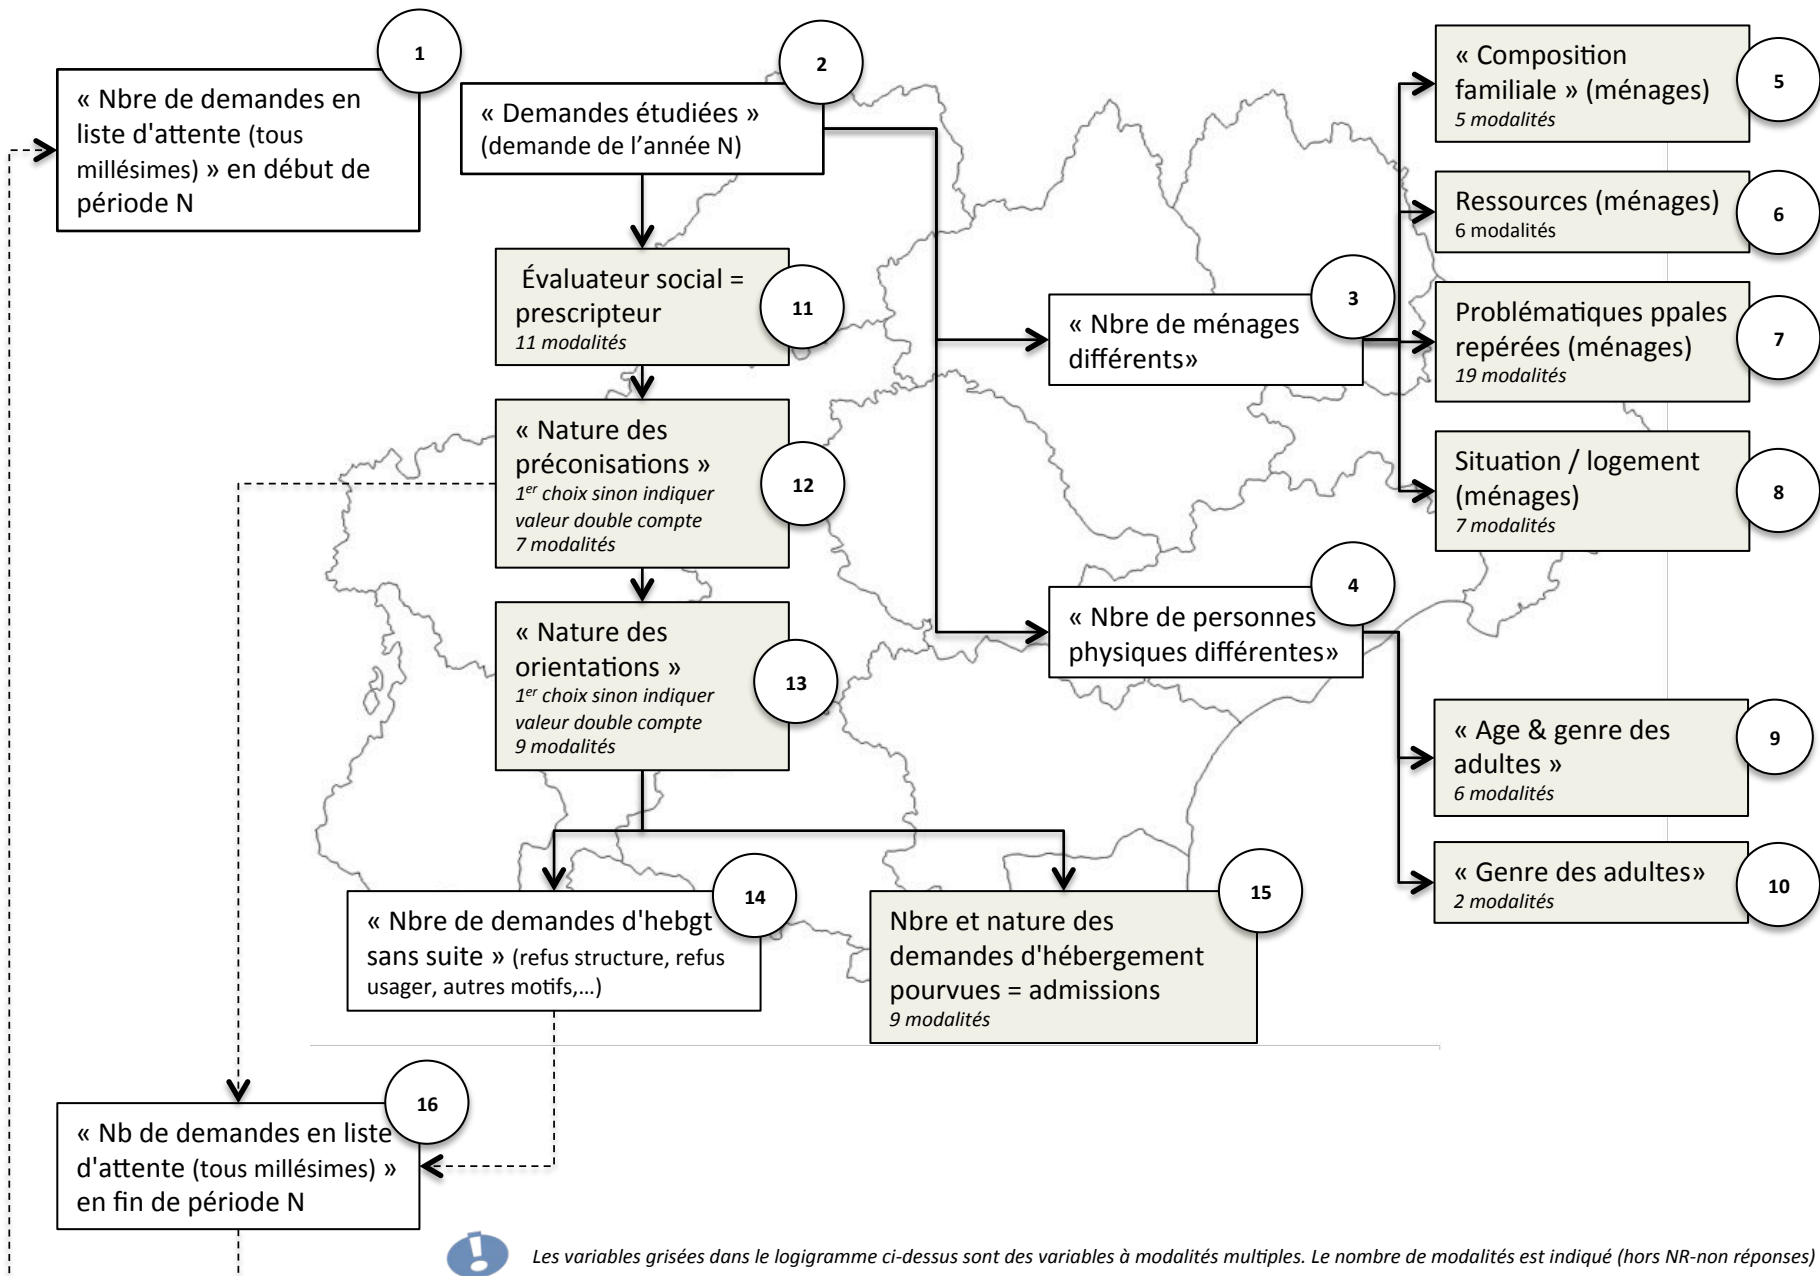 1
« Nbre de demandes en
liste d'attente (tous
millésimes) » en début de
période N
2
« Demandes étudiées »
(demande de l'année N)
11
Évaluateur social =
prescripteur
11 modalités
12
« Nature des
préconisations »
1er choix sinon indiquer
valeur double compte
7 modalités
13
« Nature des
orientations »
1er choix sinon indiquer
valeur double compte
9 modalités
3
« Nbre de ménages
différents»
4
« Nbre de personnes
physiques différentes»
5
« Composition
familiale » (ménages)
5 modalités
6
Ressources (ménages)
6 modalités
7
Problématiques ppales
repérées (ménages)
19 modalités
8
Situation / logement
(ménages)
7 modalités
9
« Age & genre des
adultes »
6 modalités
10
« Genre des adultes»
2 modalités
14
« Nbre de demandes d'hebgt
sans suite » (refus structure, refus
usager, autres motifs,...)
15
Nbre et nature des
demandes d'hébergement
pourvues = admissions
9 modalités
16
« Nb de demandes en liste
d'attente (tous millésimes) »
en fin de période N
!
Les variables grisées dans le logigramme ci-dessus sont des variables à modalités multiples. Le nombre de modalités est indiqué (hors NR-non réponses)